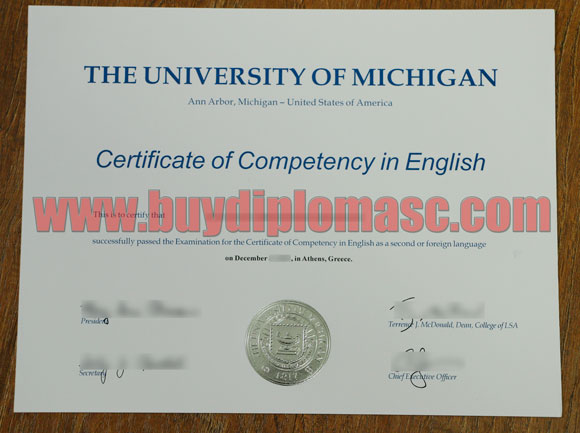 THE UNIVERSITY OF MICHIGAN
Ann Arbor, Michigan – United States of America
Certificate of Competency in English
www.buydiplomasc.com
This is to certify that
successfully passed the Examination for the Certificate of Competency in English as a second or foreign language
on December , in Athens, Greece.
President
Terrence J. McDonald, Dean, College of LSA
Secretary
Chief Executive Officer
1817